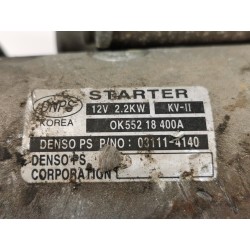 STARTER
DNPS
12V 2.2KW KV-II
KOREA
OK552 18 400A
DENSO PS P/NO : 03111-4140
DENSO PS
CORPORATION